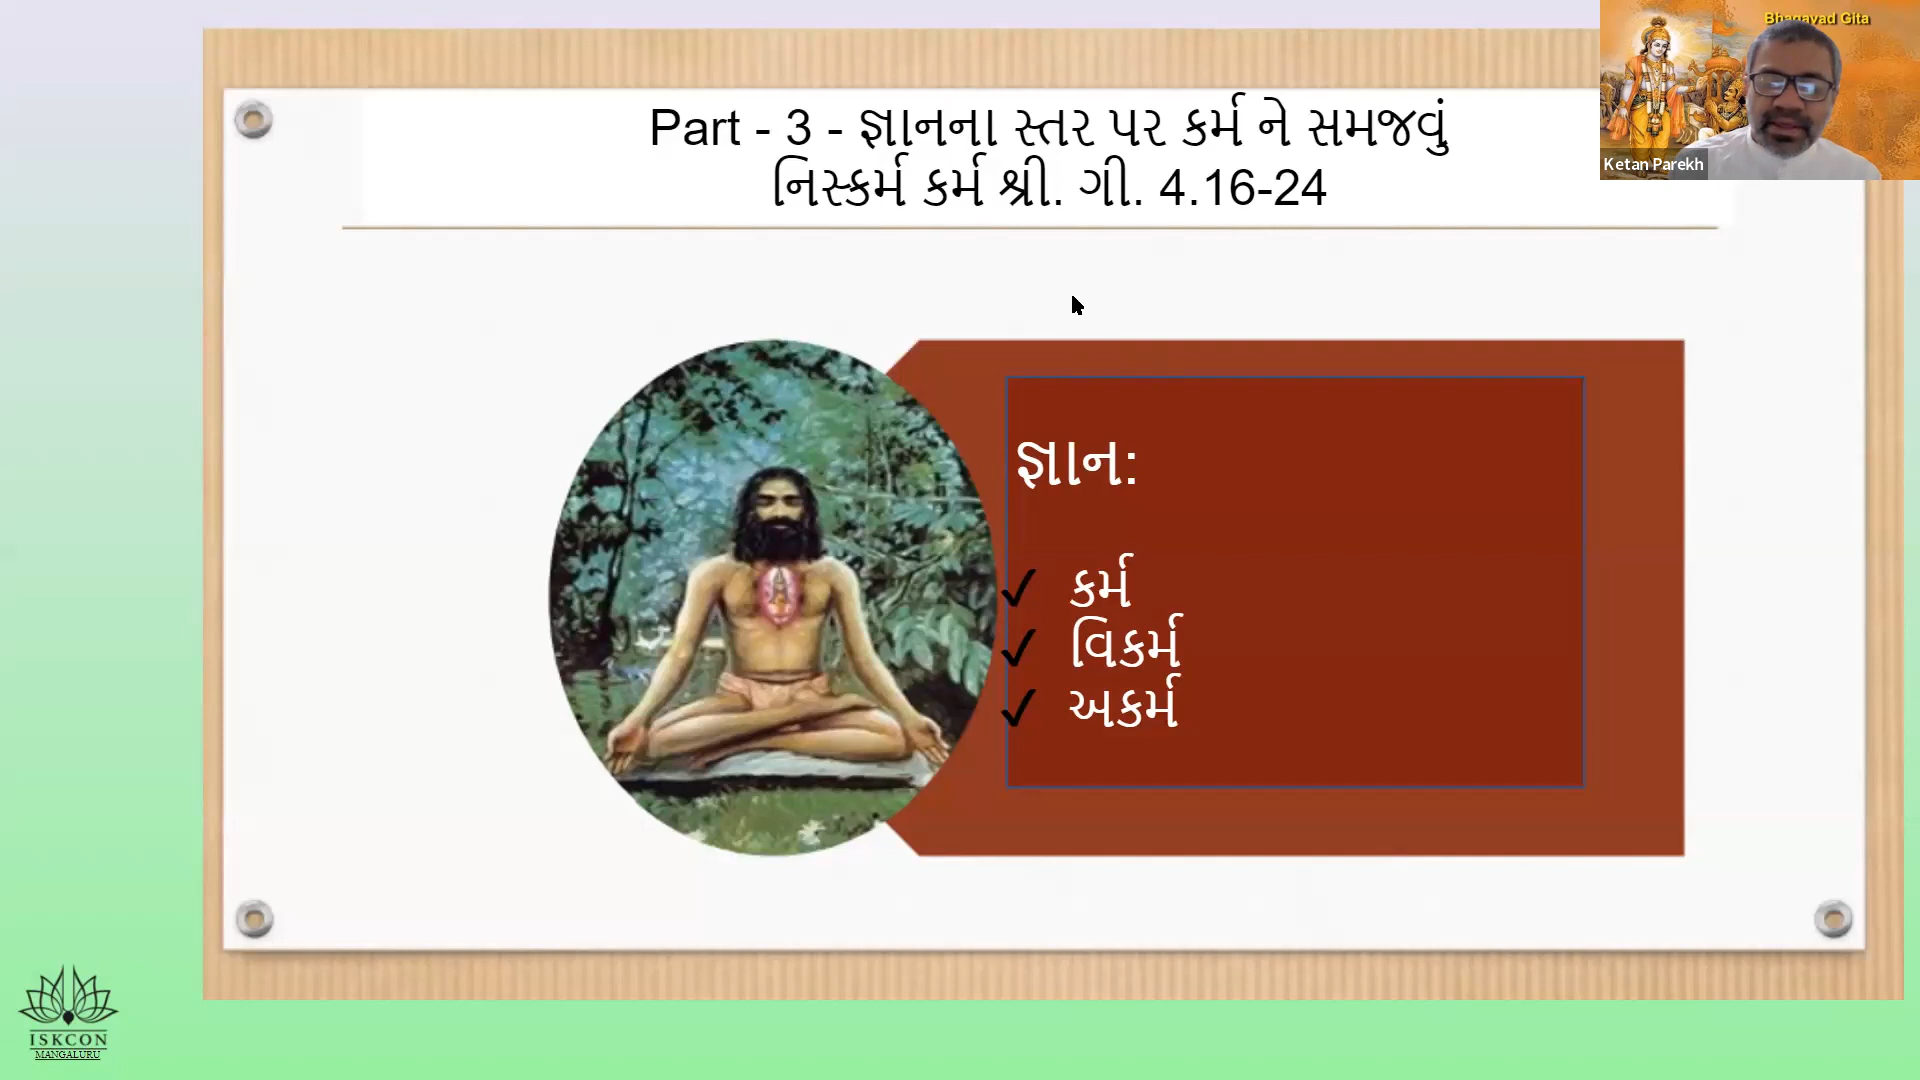 Part - 3 - જ્ઞાનના સ્તર પર કર્મ ને સમજવું
નિસ્કર્મ કર્મ શ્રી. ગી. 4.16-24
Bhagavad Gita
Ketan Parekh
જ્ઞાન:
✓ કર્મ
✓ વિકર્મ
✓ અકર્મ
ISKCON
MANGALURU